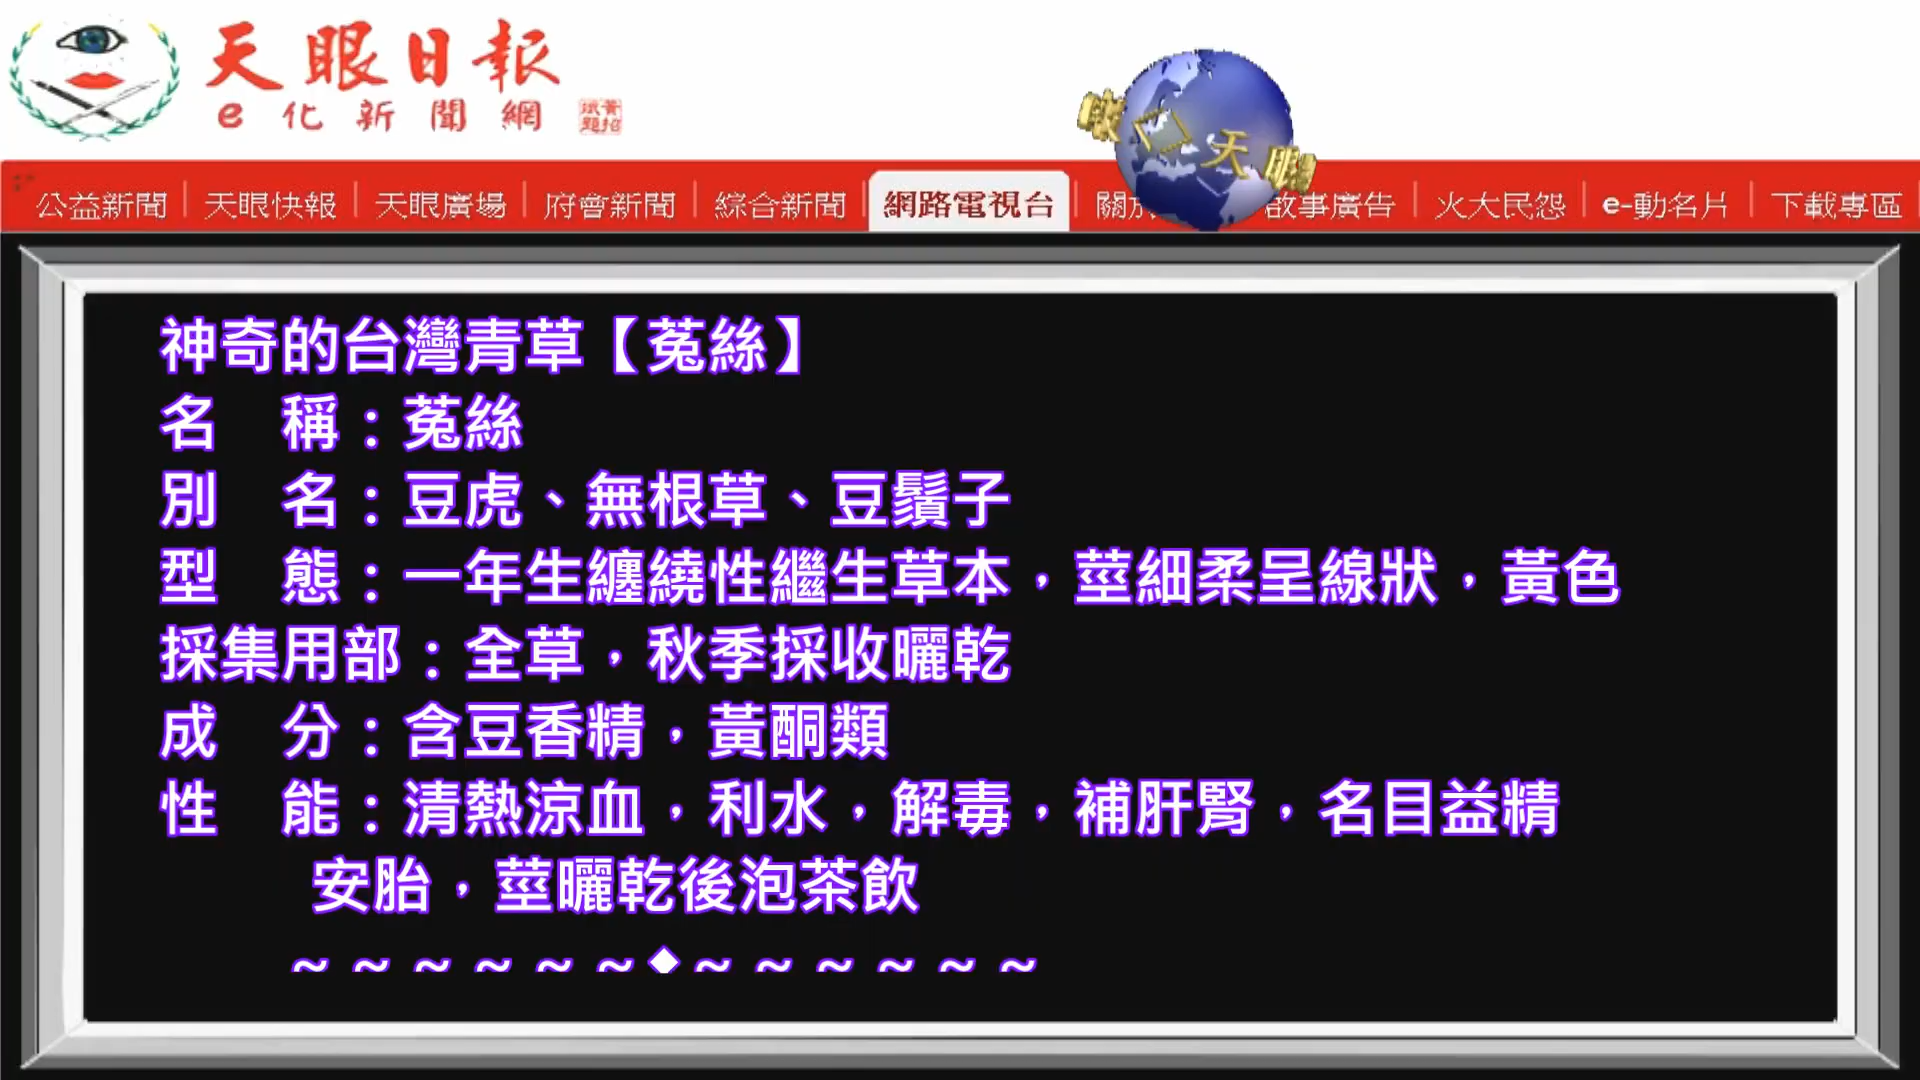 天眼日報
e化新聞網
公益新聞 天眼快報 天眼廣場 府會新聞 綜合新聞 網路電視台 關於 故事廣告 火大民怨 e-動名片 下載專區
神奇的台灣青草【菟絲】
名　稱：菟絲
別　名：豆虎、無根草、豆鬚子
型　態：一年生纏繞性繼生草本，莖細柔呈線狀，黃色
採集用部：全草，秋季採收曬乾
成　分：含豆香精，黃酮類
性　能：清熱涼血，利水，解毒，補肝腎，名目益精
安胎，莖曬乾後泡茶飲
~ ~ ~ ~ ~ ~◆~ ~ ~ ~ ~ ~